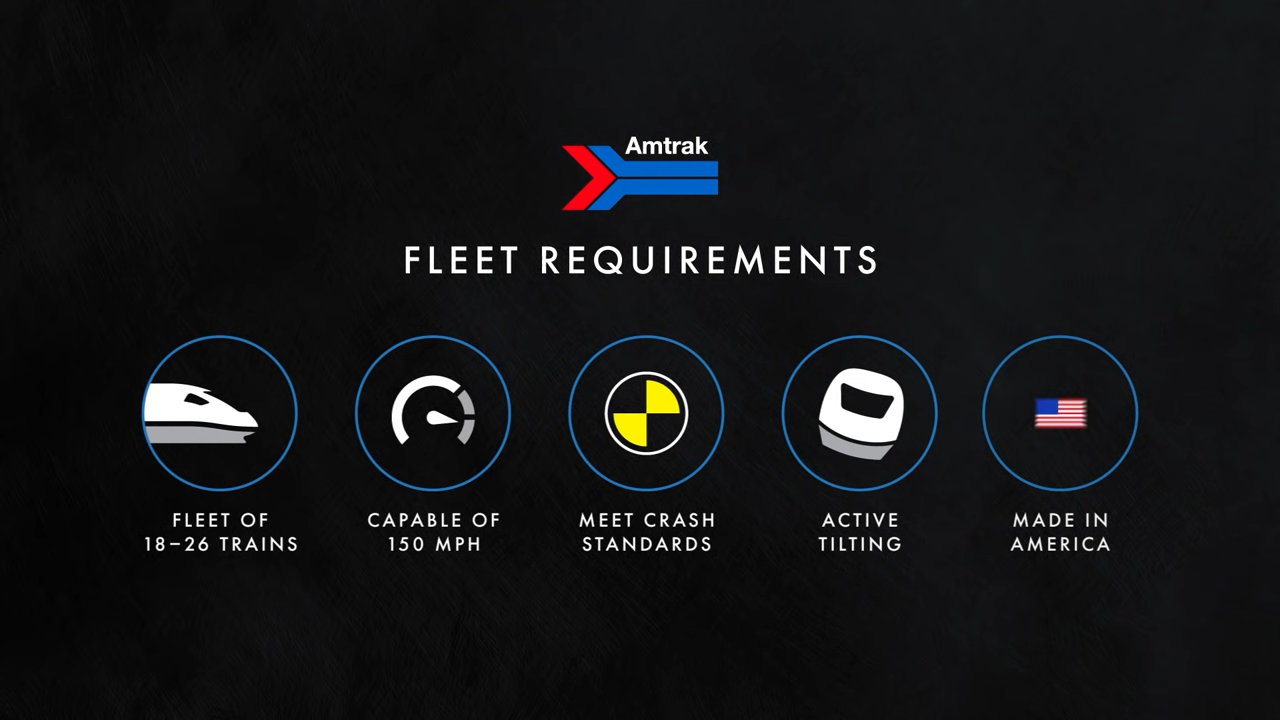 Amtrak
FLEET REQUIREMENTS
FLEET OF
18–26 TRAINS
CAPABLE OF
150 MPH
MEET CRASH
STANDARDS
ACTIVE
TILTING
MADE IN
AMERICA